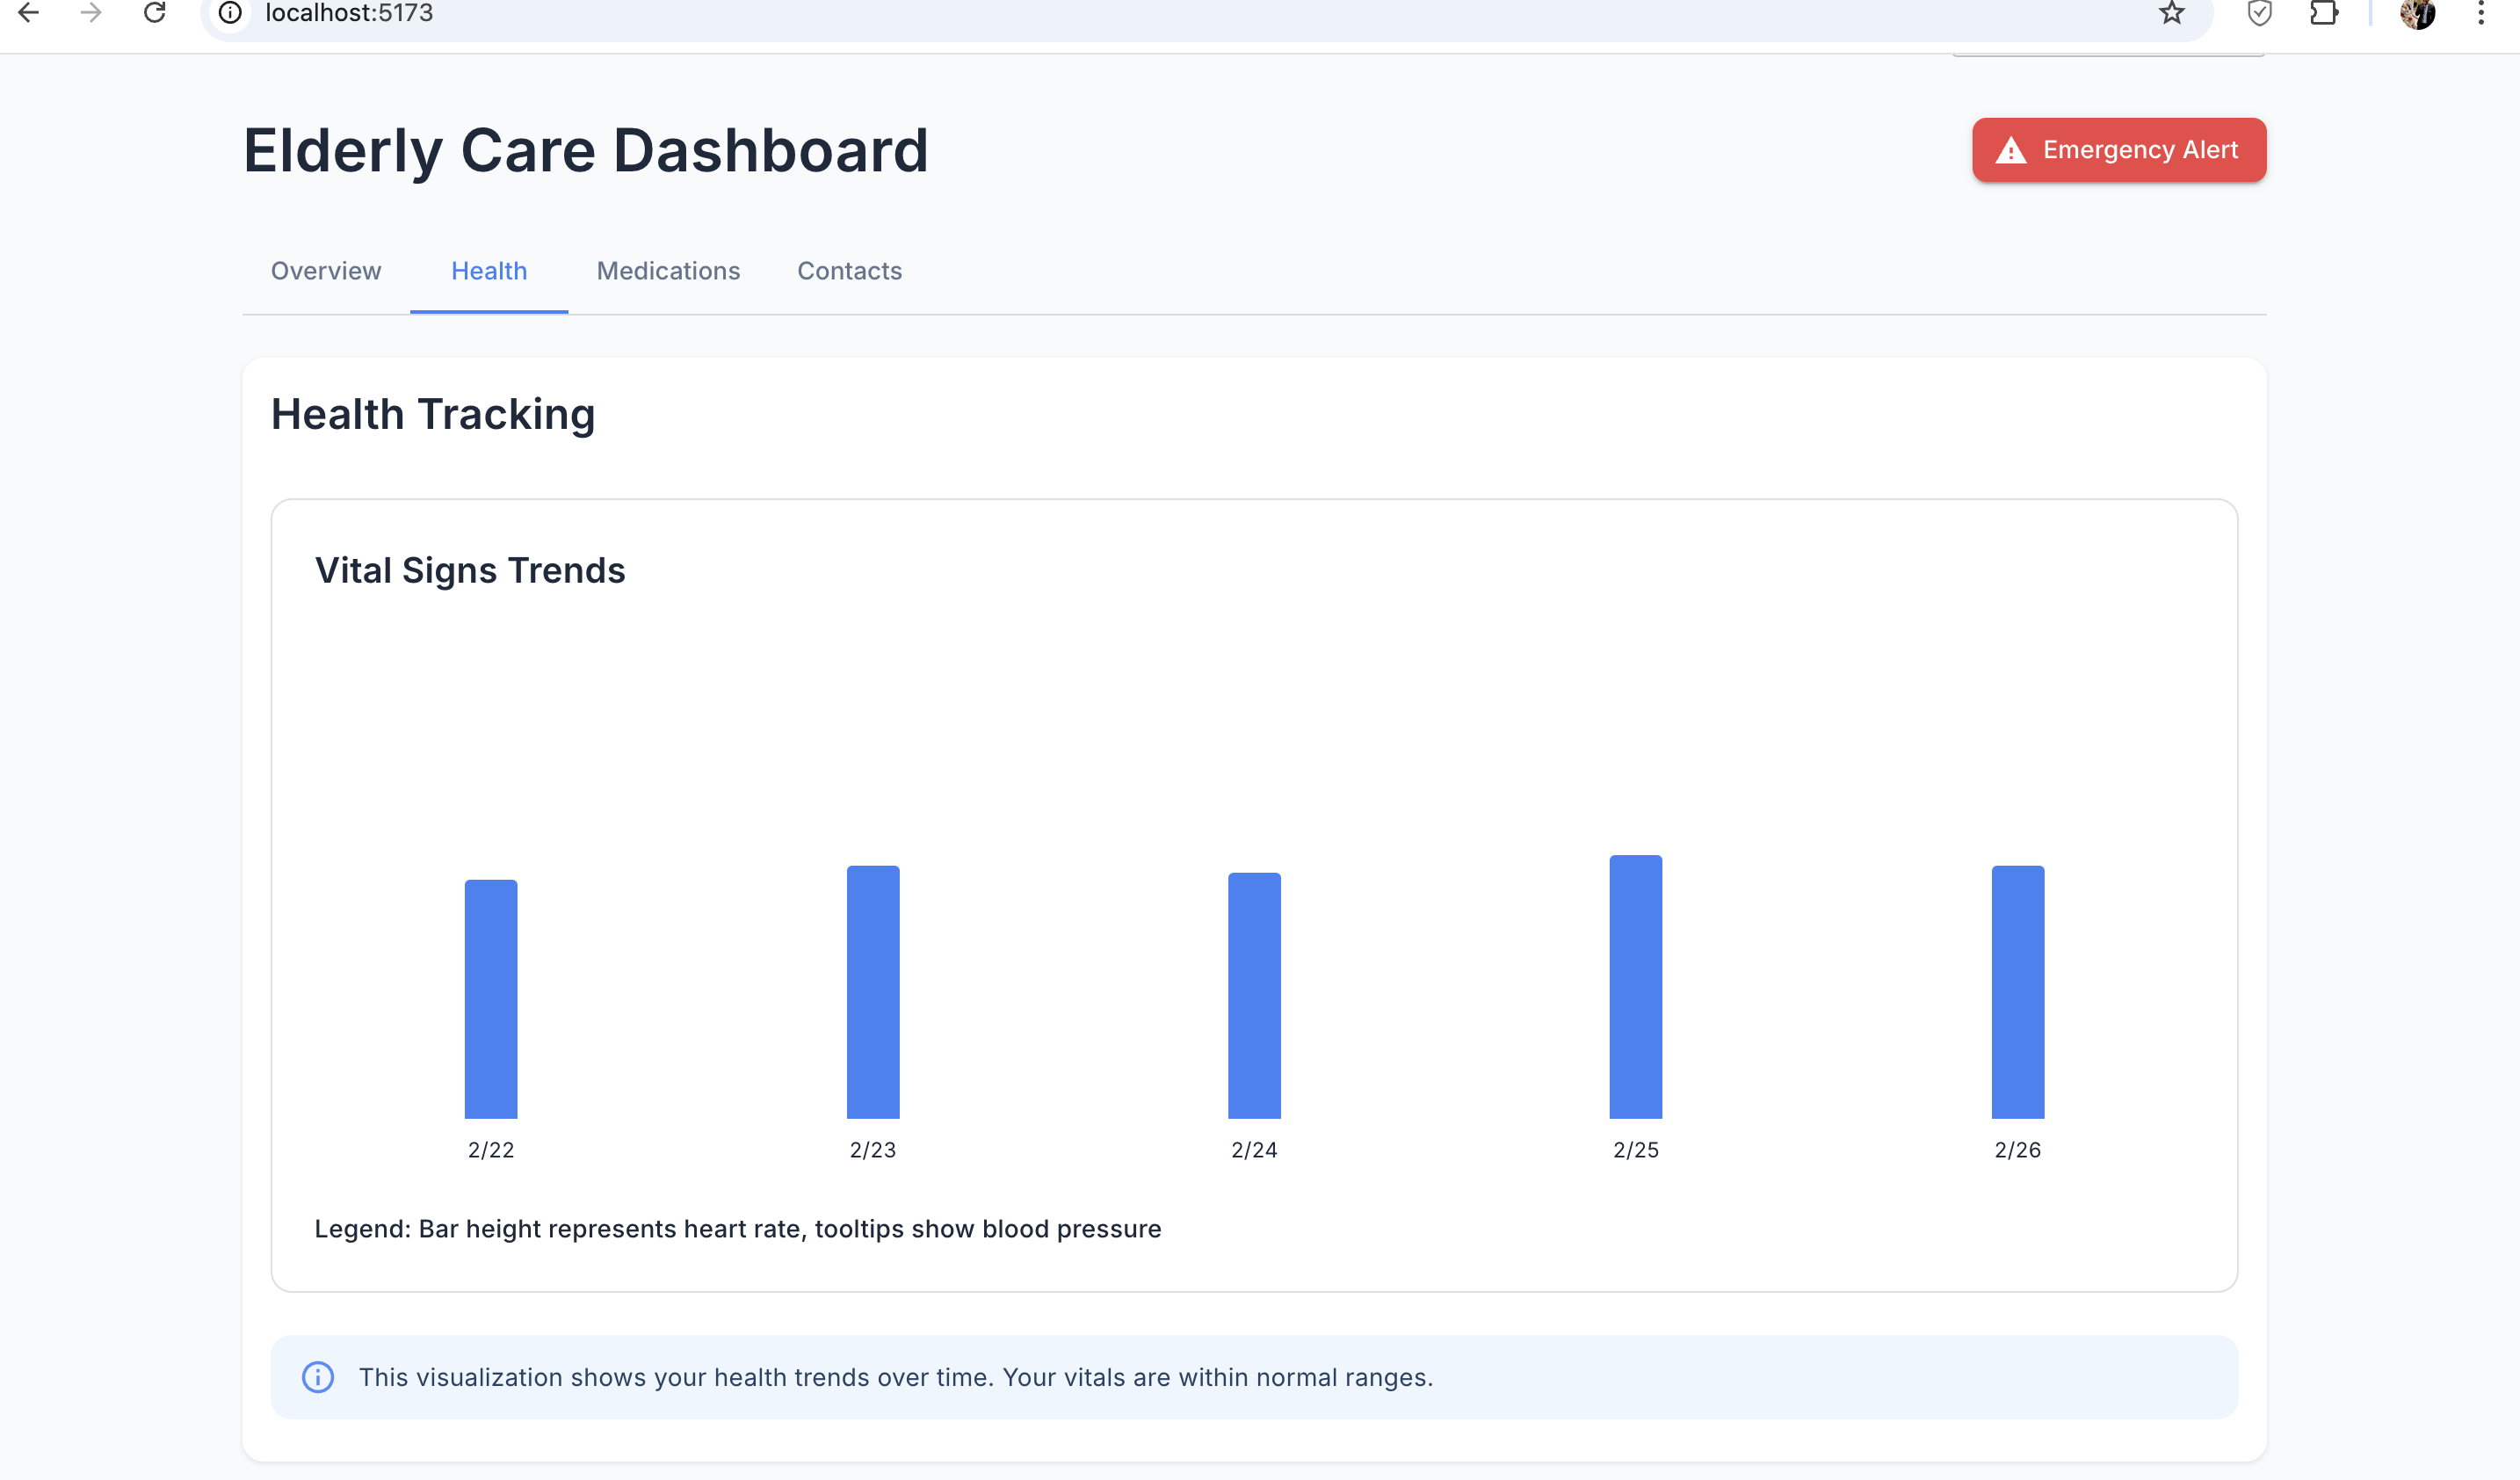 localhost:5173
Elderly Care Dashboard
Emergency Alert
Overview Health Medications Contacts
Health Tracking
Vital Signs Trends
2/22 2/23 2/24 2/25 2/26
Legend: Bar height represents heart rate, tooltips show blood pressure
This visualization shows your health trends over time. Your vitals are within normal ranges.